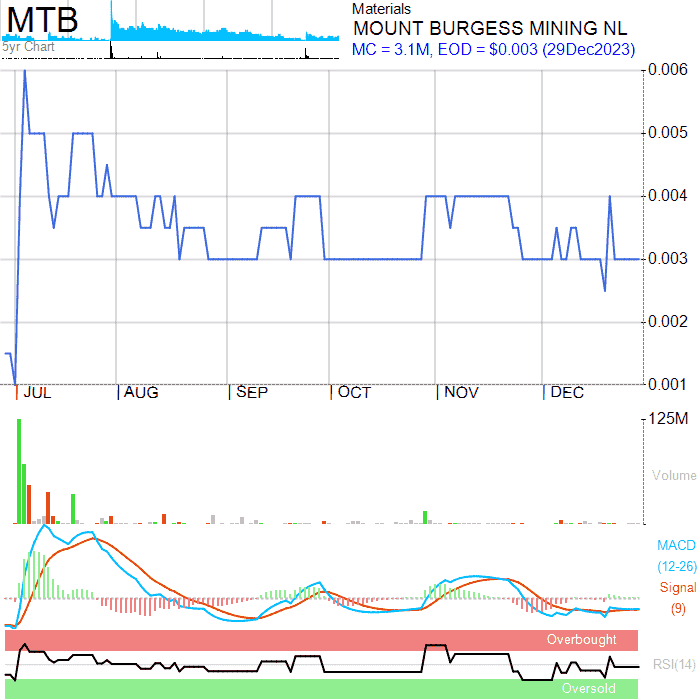 MTB
5yr Chart
Materials
MOUNT BURGESS MINING NL
MC = 3.1M, EOD = $0.003 (29Dec2023)
0.006
0.005
0.004
0.003
0.002
0.001
JUL AUG SEP OCT NOV DEC
125M
Volume
MACD
(12-26)
Signal
(9)
Overbought
RSI(14)
Oversold